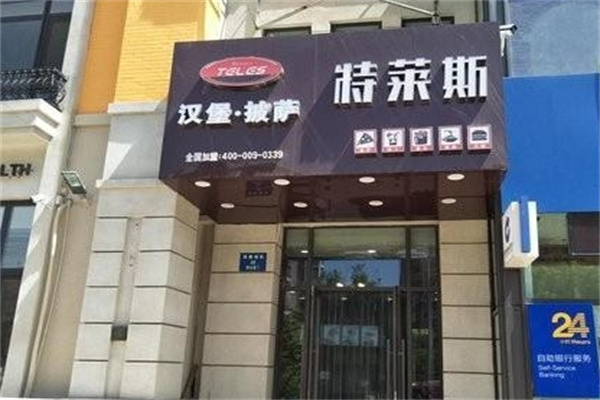 TELES
汉堡·披萨
特莱斯
全国加盟:400-009-0339
LTH
24
Hours
自助银行服务
Self-Service
Banking